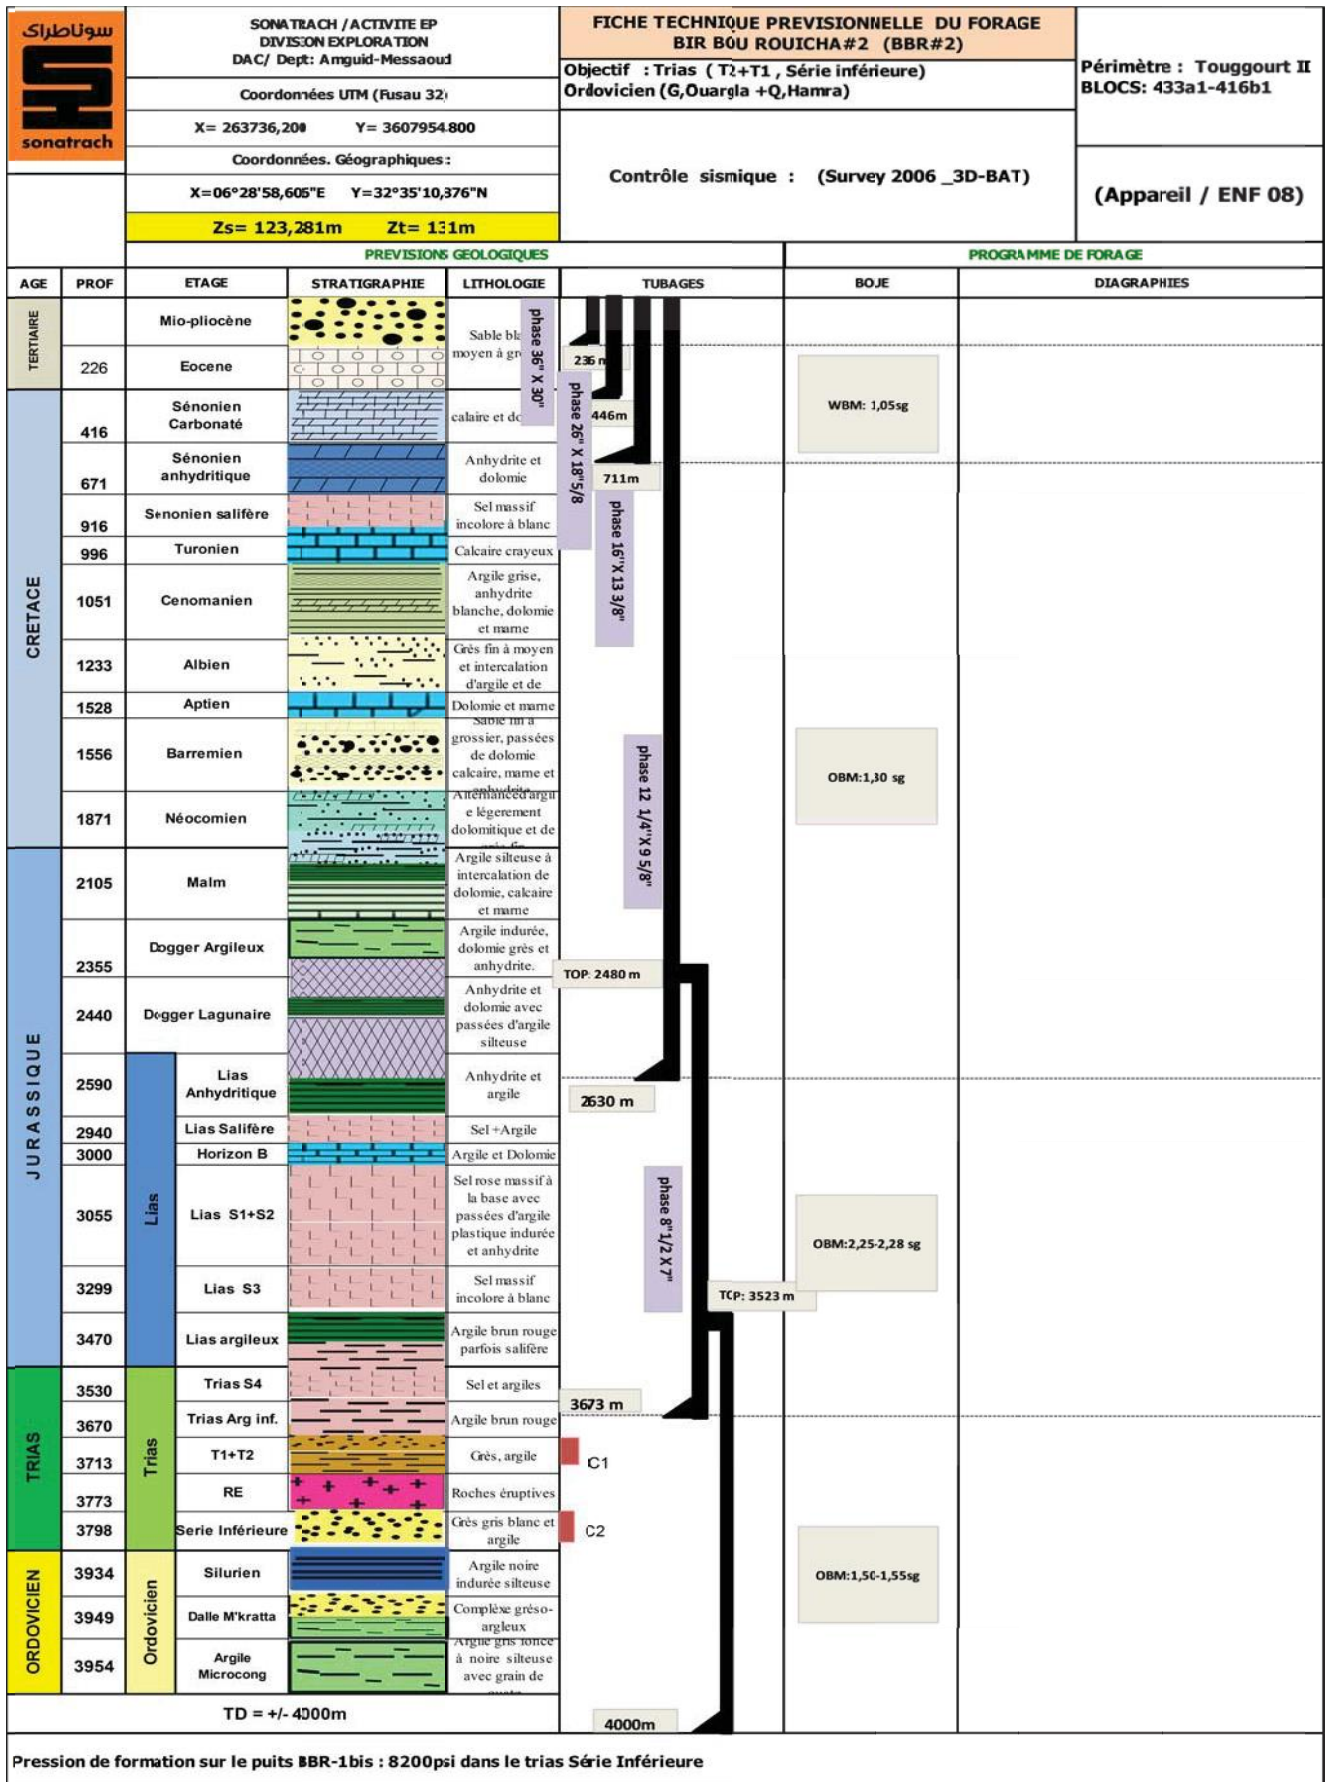 سوناطراك
sonatrach
SONATRACH /ACTIVITE EP
DIVISION EXPLORATION
DAC/ Dept: Amguid-Messaoud
Coordonnées UTM (Fusau 32)
X= 263736,200 Y= 3607954.800
Coordonnées. Géographiques :
X=06°28'58,605"E Y=32°35'10,376"N
Zs= 123,281m Zt= 131m
FICHE TECHNIQUE PREVISIONNELLE DU FORAGE
BIR BOU ROUICHA#2 (BBR#2)
Objectif : Trias ( T2+T1 , Série inférieure)
Ordovicien (G,Ouargla +Q,Hamra)
Contrôle sismique : (Survey 2006 _3D-BAT)
Périmètre : Touggourt II
BLOCS: 433a1-416b1
(Appareil / ENF 08)
PREVISIONS GEOLOGIQUES
PROGRAMME DE FORAGE
AGE PROF ETAGE STRATIGRAPHIE LITHOLOGIE TUBAGES BOUE DIAGRAPHIES
TERTIAIRE
Mio-pliocène
Sable bla
moyen à gr
226 Eocene
CRETACE
416 Sénonien
Carbonaté
calaire et do
671 Sénonien
anhydritique
Anhydrite et
dolomie
916 Sénonien salifère
Sel massif
incolore à blanc
996 Turonien
Calcaire crayeux
1051 Cenomanien
Argile grise,
anhydrite
blanche, dolomie
et marne
1233 Albien
Grès fin à moyen
et intercalation
d'argile et de
1528 Aptien
Dolomie et marne
1556 Barremien
Sable fin à
grossier, passées
de dolomie
calcaire, marne et
anhydrite
1871 Néocomien
Alternanced'argil
e légerement
dolomitique et de
grès fin
JURASSIQUE
2105 Malm
Argile silteuse à
intercalation de
dolomie, calcaire
et marne
2355 Dogger Argileux
Argile indurée,
dolomie grès et
anhydrite.
2440 Dogger Lagunaire
Anhydrite et
dolomie avec
passées d'argile
silteuse
Lias
2590 Lias
Anhydritique
Anhydrite et
argile
2940 Lias Salifère
Sel +Argile
3000 Horizon B
Argile et Dolomie
3055 Lias S1+S2
Sel rose massif à
la base avec
passées d'argile
plastique indurée
et anhydrite
3299 Lias S3
Sel massif
incolore à blanc
3470 Lias argileux
Argile brun rouge
parfois salifère
TRIAS
Trias
3530 Trias S4
Sel et argiles
3670 Trias Arg inf.
Argile brun rouge
3713 T1+T2
Grès, argile
3773 RE
Roches éruptives
3798 Serie Inférieure
Grès gris blanc et
argile
ORDOVICIEN
Ordovicien
3934 Silurien
Argile noire
indurée silteuse
3949 Dalle M'kratta
Complèxe gréso-
argleux
3954 Argile
Microcong
Argile gris foncé
à noire silteuse
avec grain de
TD = +/- 4000m
phase 36" X 30"
236 m
phase 26" X 18"5/8
446m
711m
phase 16"X 13 3/8"
phase 12 1/4"X 9 5/8"
TOP: 2480 m
2630 m
phase 8"1/2 X 7"
TOP: 3523 m
3673 m
C1
C2
4000m
WBM: 1,05sg
OBM:1,30 sg
OBM:2,25-2,28 sg
OBM:1,50-1,55sg
Pression de formation sur le puits BBR-1bis : 8200psi dans le trias Série Inférieure